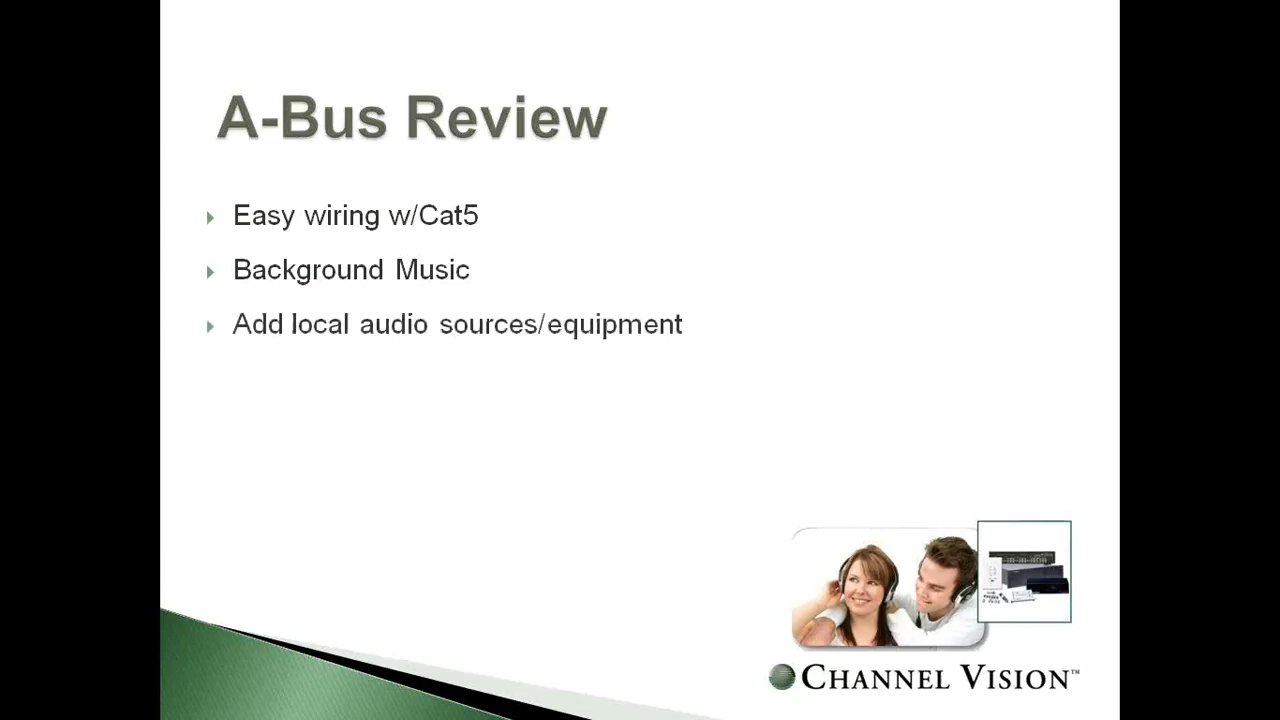 A-Bus Review
Easy wiring w/Cat5
Background Music
Add local audio sources/equipment
CHANNEL VISION™